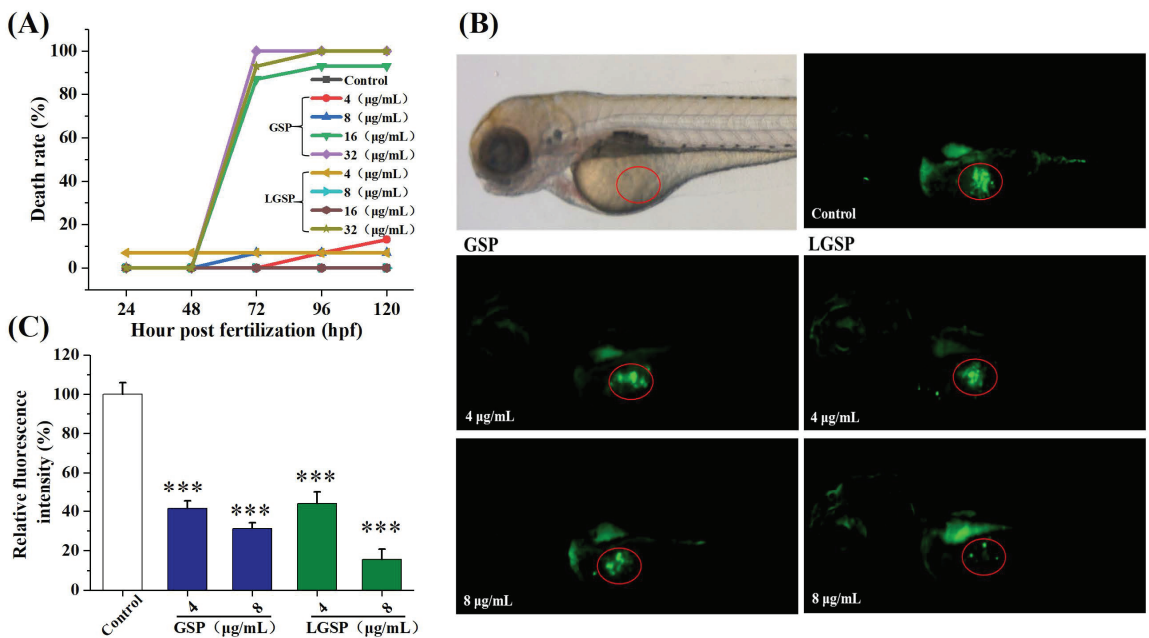 (A)
100
80
60
40
20
0
Death rate (%)
Control
GSP
4（μg/mL）
8（μg/mL）
16（μg/mL）
32（μg/mL）
LGSP
4（μg/mL）
8（μg/mL）
16（μg/mL）
32（μg/mL）
24 48 72 96 120
Hour post fertilization (hpf)
(B)
Control
GSP LGSP
4 μg/mL 4 μg/mL
8 μg/mL 8 μg/mL
(C)
120
100
80
60
40
20
0
Relative fluorescence
intensity (%)
*** *** *** ***
Control 4 8 4 8
GSP （μg/mL） LGSP （μg/mL）